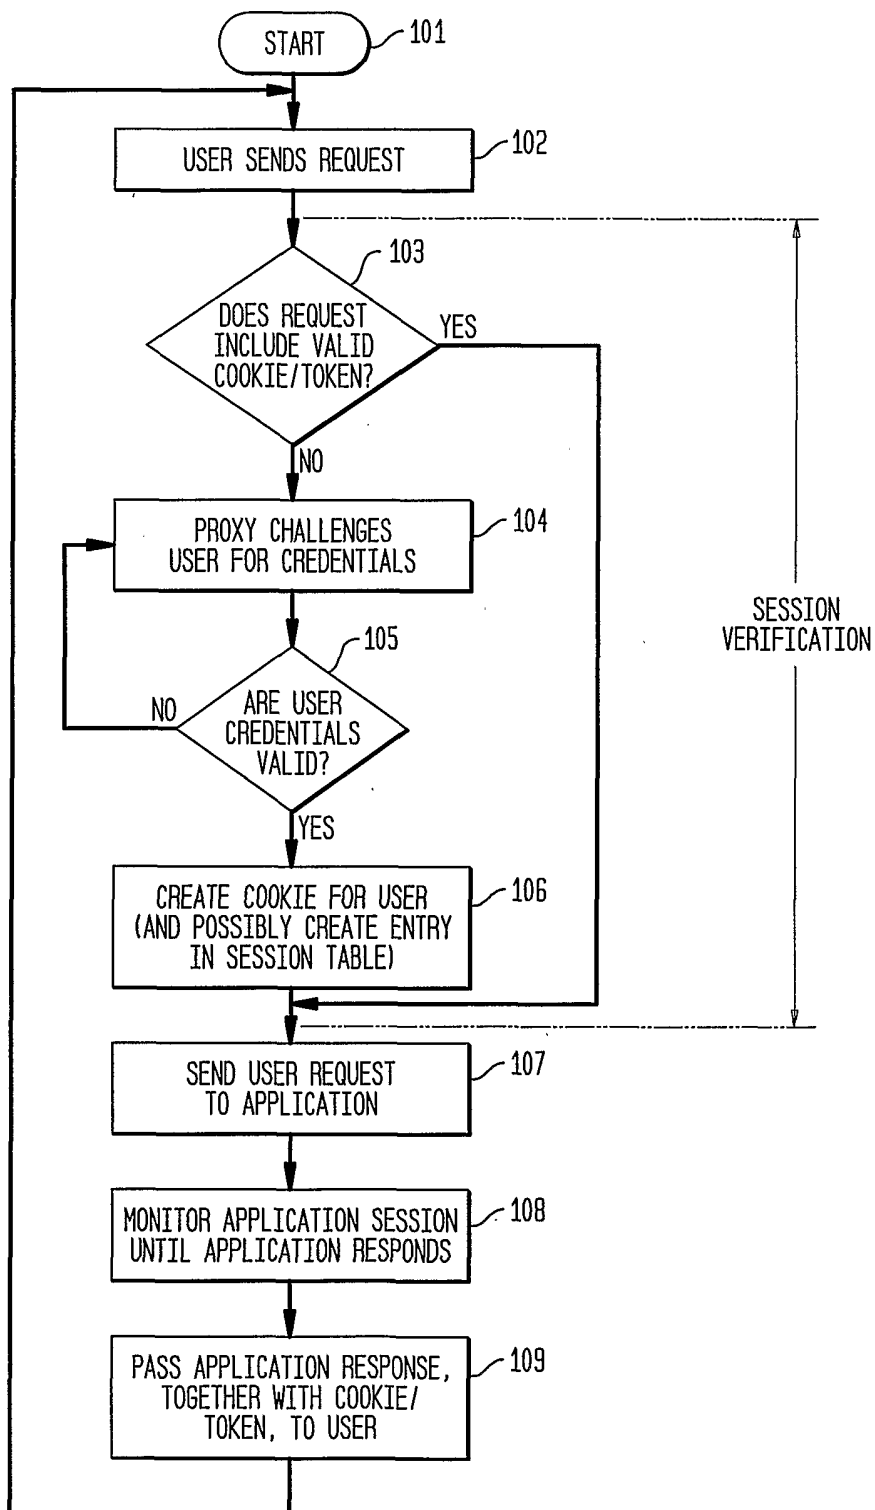 START
101
USER SENDS REQUEST
102
103
DOES REQUEST
INCLUDE VALID
COOKIE/TOKEN?
YES
NO
PROXY CHALLENGES
USER FOR CREDENTIALS
104
SESSION
VERIFICATION
105
ARE USER
CREDENTIALS
VALID?
NO
YES
CREATE COOKIE FOR USER
(AND POSSIBLY CREATE ENTRY
IN SESSION TABLE)
106
SEND USER REQUEST
TO APPLICATION
107
MONITOR APPLICATION SESSION
UNTIL APPLICATION RESPONDS
108
PASS APPLICATION RESPONSE,
TOGETHER WITH COOKIE/
TOKEN, TO USER
109